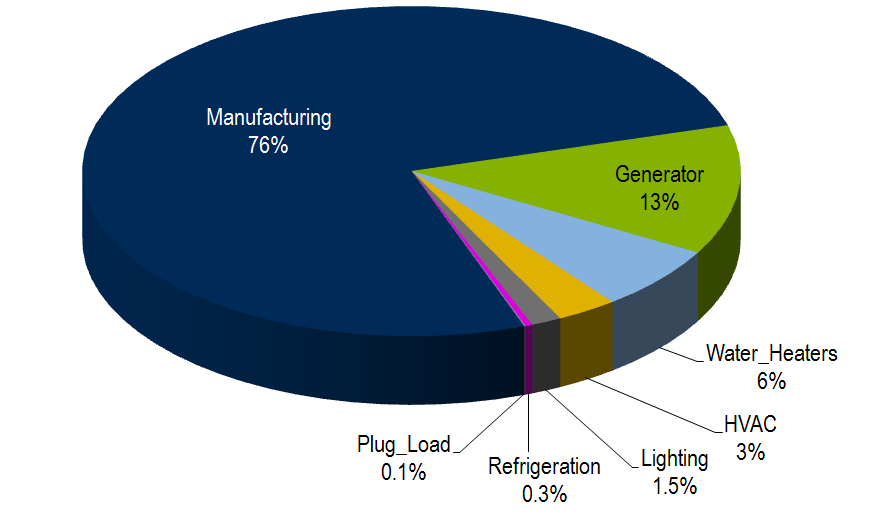 Manufacturing
76%
Generator
13%
Water_Heaters
6%
HVAC
3%
Lighting
1.5%
Refrigeration
0.3%
Plug_Load
0.1%